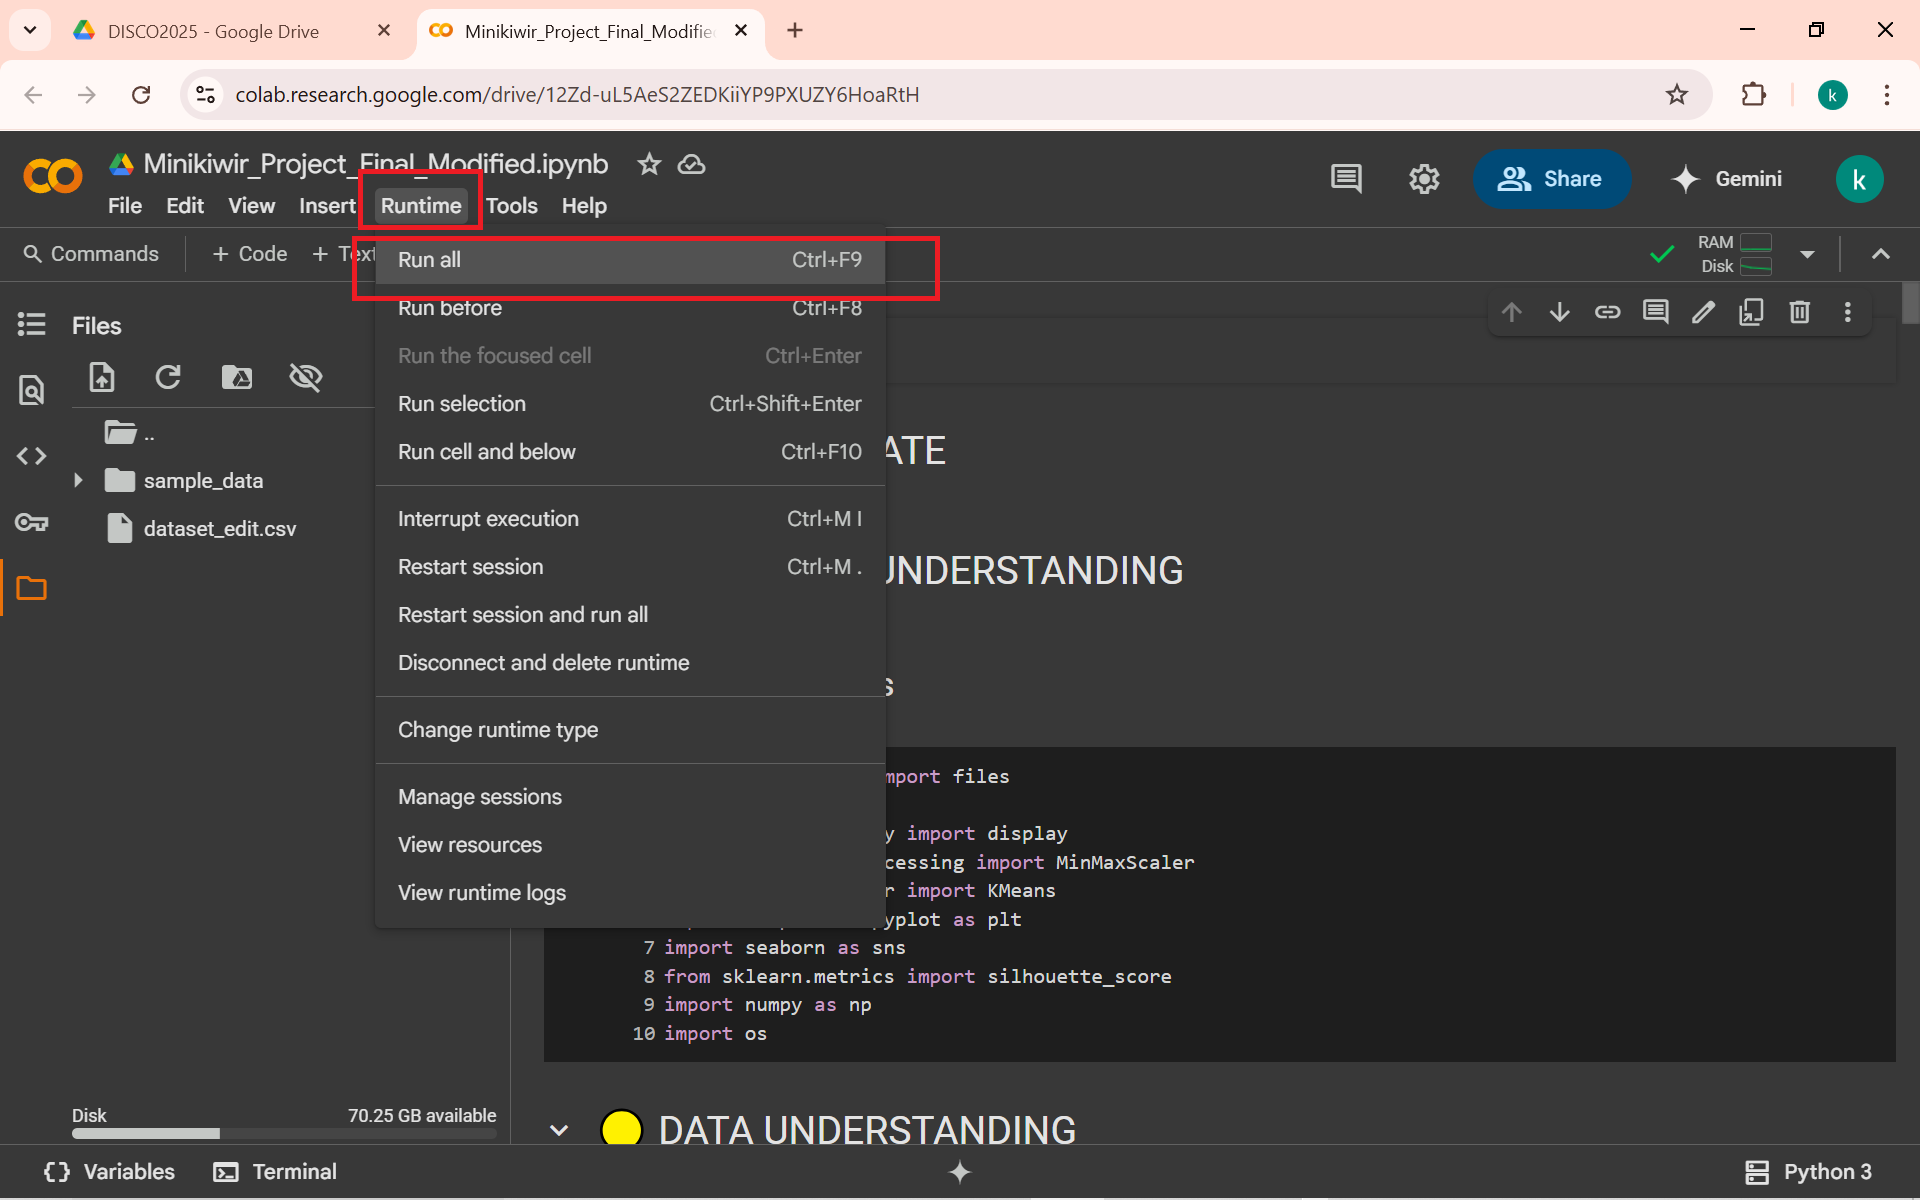 DISCO2025 - Google Drive
Minikiwir_Project_Final_Modifie
colab.research.google.com/drive/12Zd-uL5AeS2ZEDKiiYP9PXUZY6HoaRtH
k
Minikiwir_Project_Final_Modified.ipynb
File Edit View Insert Runtime Tools Help
Share
Gemini
k
Commands
+ Code
+ Text
RAM
Disk
Files
..
sample_data
dataset_edit.csv
Run all Ctrl+F9
Run before Ctrl+F8
Run the focused cell Ctrl+Enter
Run selection Ctrl+Shift+Enter
Run cell and below Ctrl+F10
Interrupt execution Ctrl+M I
Restart session Ctrl+M .
Restart session and run all
Disconnect and delete runtime
Change runtime type
Manage sessions
View resources
View runtime logs
ATE
UNDERSTANDING
s
mport files
y import display
cessing import MinMaxScaler
r import KMeans
yplot as plt
7 import seaborn as sns
8 from sklearn.metrics import silhouette_score
9 import numpy as np
10 import os
DATA UNDERSTANDING
Disk 70.25 GB available
Variables
Terminal
Python 3